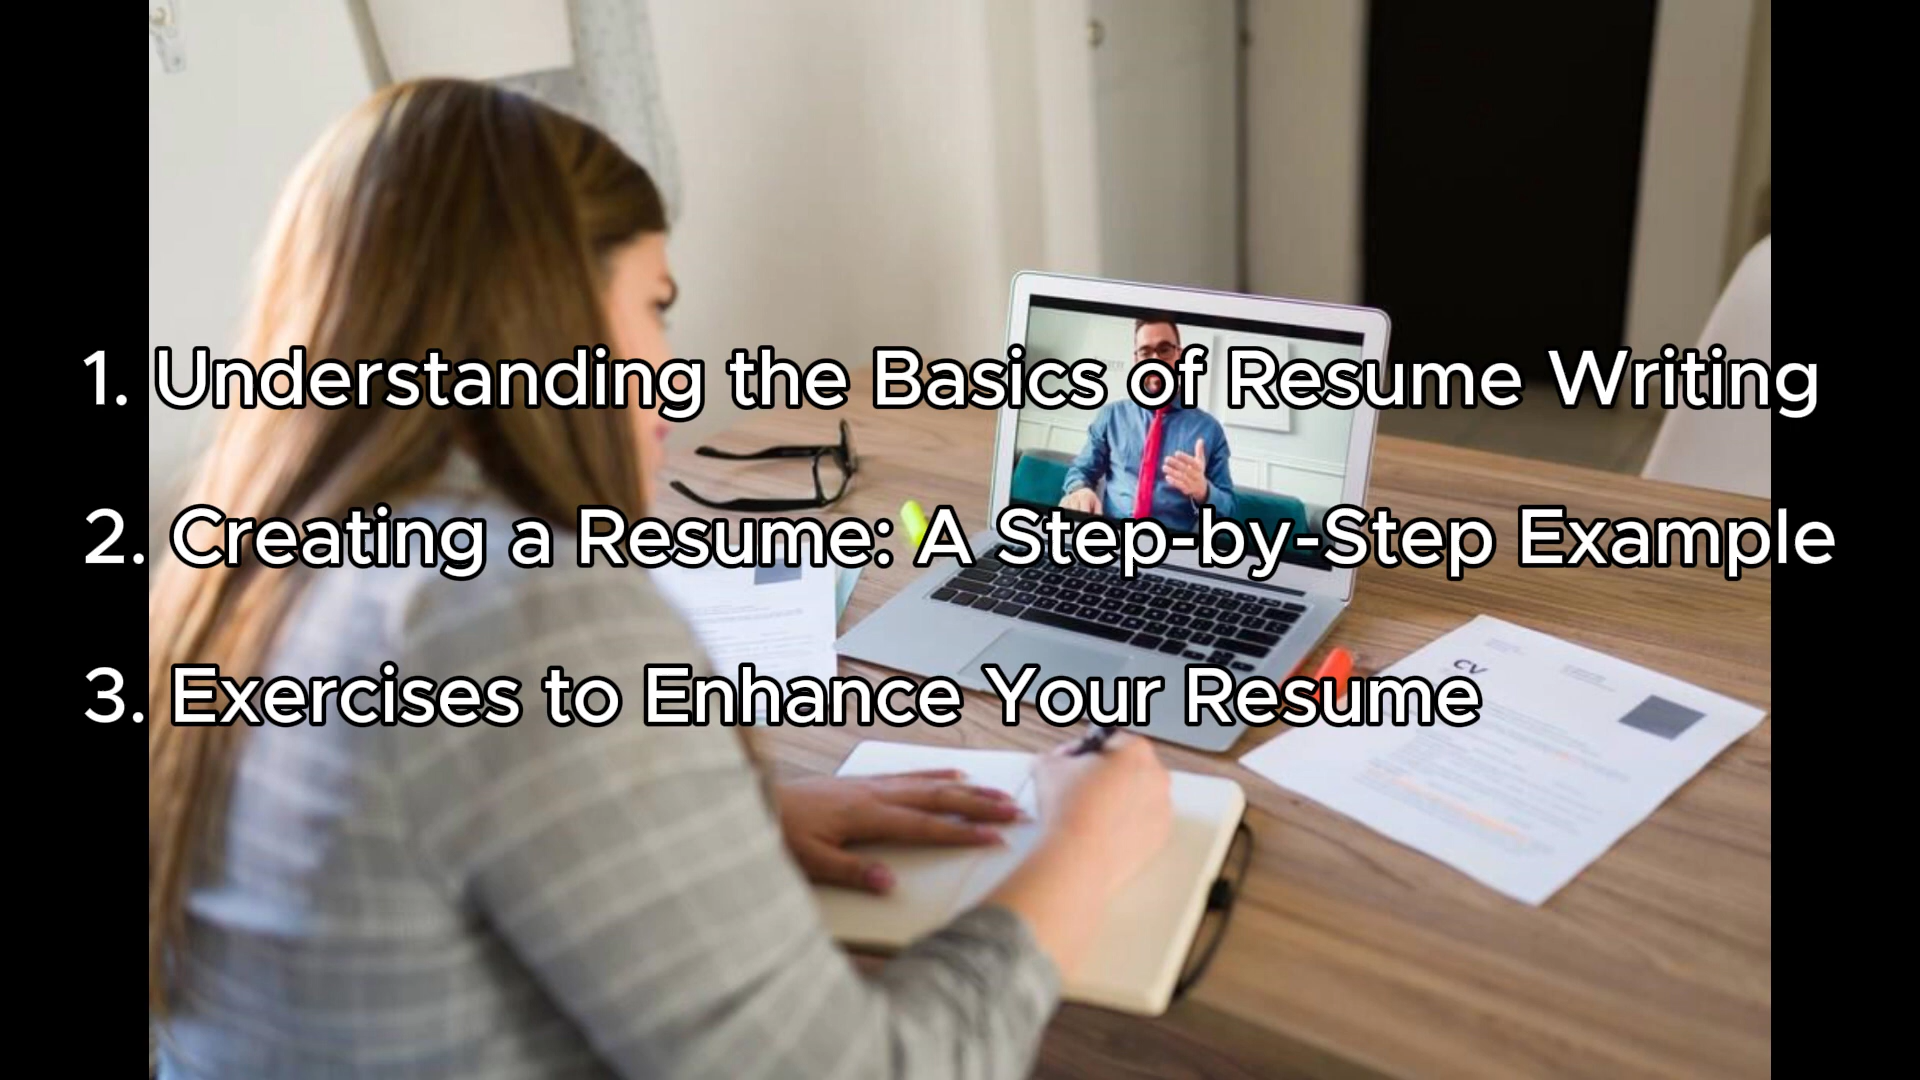 1. Understanding the Basics of Resume Writing
2. Creating a Resume: A Step-by-Step Example
3. Exercises to Enhance Your Resume
CV